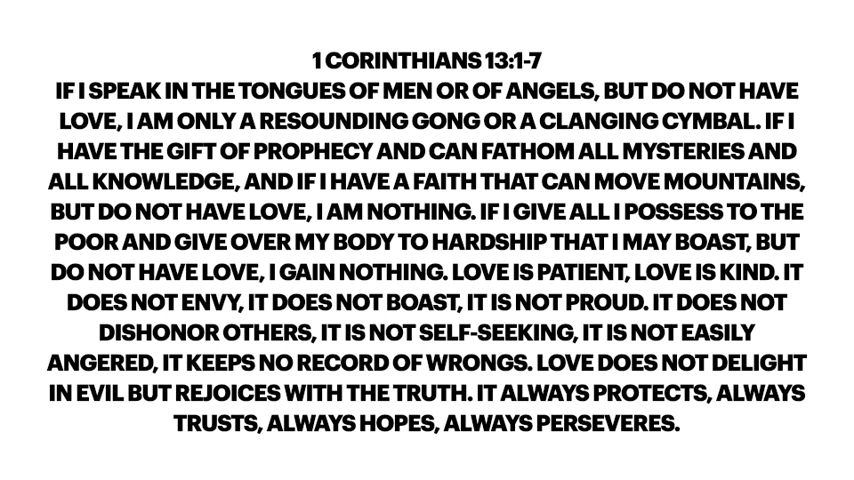 1 CORINTHIANS 13:1-7
IF I SPEAK IN THE TONGUES OF MEN OR OF ANGELS, BUT DO NOT HAVE
LOVE, I AM ONLY A RESOUNDING GONG OR A CLANGING CYMBAL. IF I
HAVE THE GIFT OF PROPHECY AND CAN FATHOM ALL MYSTERIES AND
ALL KNOWLEDGE, AND IF I HAVE A FAITH THAT CAN MOVE MOUNTAINS,
BUT DO NOT HAVE LOVE, I AM NOTHING. IF I GIVE ALL I POSSESS TO THE
POOR AND GIVE OVER MY BODY TO HARDSHIP THAT I MAY BOAST, BUT
DO NOT HAVE LOVE, I GAIN NOTHING. LOVE IS PATIENT, LOVE IS KIND. IT
DOES NOT ENVY, IT DOES NOT BOAST, IT IS NOT PROUD. IT DOES NOT
DISHONOR OTHERS, IT IS NOT SELF-SEEKING, IT IS NOT EASILY
ANGERED, IT KEEPS NO RECORD OF WRONGS. LOVE DOES NOT DELIGHT
IN EVIL BUT REJOICES WITH THE TRUTH. IT ALWAYS PROTECTS, ALWAYS
TRUSTS, ALWAYS HOPES, ALWAYS PERSEVERES.